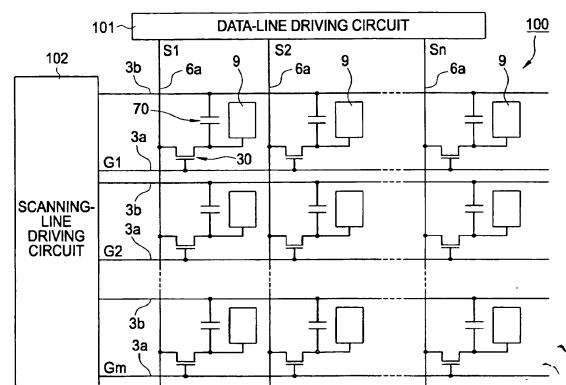 101
DATA-LINE DRIVING CIRCUIT
102
S1
S2
Sn
100
6a
9
6a
9
6a
9
3b
70
3a
30
G1
SCANNING-
LINE
DRIVING
CIRCUIT
3b
3a
G2
3b
3a
Gm